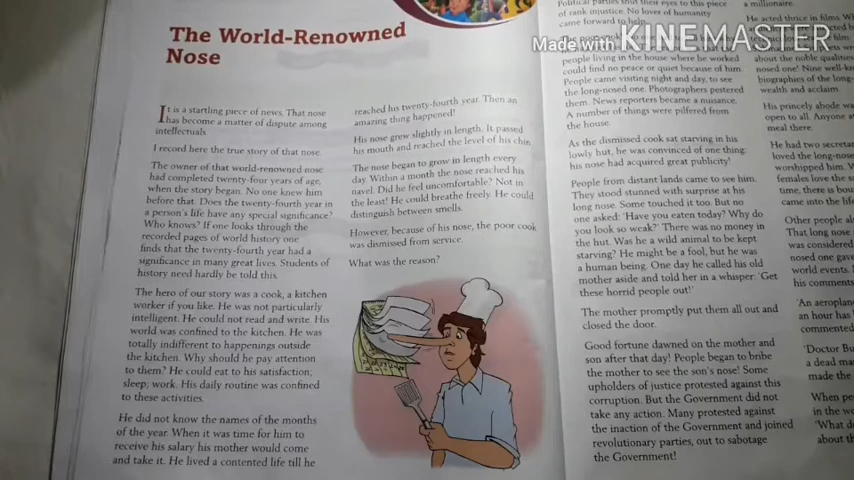 The World-Renowned
Nose
It is a startling piece of news. That nose
has become a matter of dispute among
intellectuals.
I record here the true story of that nose.
The owner of that world-renowned nose
had completed twenty-four years of age,
when the story began. No one knew him
before that. Does the twenty-fourth year in
a person's life have any special significance?
Who knows? If one looks through the
recorded pages of world history one
finds that the twenty-fourth year had a
significance in many great lives. Students of
history need hardly be told this.
The hero of our story was a cook, a kitchen
worker if you like. He was not particularly
intelligent. He could not read and write. His
world was confined to the kitchen. He was
totally indifferent to happenings outside
the kitchen. Why should he pay attention
to them? He could eat to his satisfaction;
sleep; work. His daily routine was confined
to these activities.
He did not know the names of the months
of the year. When it was time for him to
receive his salary his mother would come
and take it. He lived a contented life till he
reached his twenty-fourth year. Then an
amazing thing happened!
His nose grew slightly in length. It passed
his mouth and reached the level of his chin.
The nose began to grow in length every
day. Within a month the nose reached his
navel. Did he feel uncomfortable? Not in
the least! He could breathe freely. He could
distinguish between smells.
However, because of his nose, the poor cook
was dismissed from service.
What was the reason?
Political parties shut their eyes to this piece
of rank injustice. No lover of humanity
came forward to help.
people living in the house where he worked
could find no peace or quiet because of him.
People came visiting night and day, to see
the long-nosed one. Photographers pestered
them. News reporters became a nuisance.
A number of things were pilfered from
the house.
As the dismissed cook sat starving in his
lowly hut, he was convinced of one thing:
his nose had acquired great publicity!
People from distant lands came to see him.
They stood stunned with surprise at his
long nose. Some touched it too. But no
one asked: 'Have you eaten today? Why do
you look so weak?' There was no money in
the hut. Was he a wild animal to be kept
starving? He might be a fool, but he was
a human being. One day he called his old
mother aside and told her in a whisper: 'Get
these horrid people out!'
The mother promptly put them all out and
closed the door.
Good fortune dawned on the mother and
son after that day! People began to bribe
the mother to see the son's nose! Some
upholders of justice protested against this
corruption. But the Government did not
take any action. Many protested against
the inaction of the Government and joined
revolutionary parties, out to sabotage
the Government!
a millionaire.
He acted thrice in films.
about the noble qualities
nosed one! Nine well-kn
biographies of the long-
wealth and acclaim.
His princely abode wa
open to all. Anyone a
meal there.
He had two secretar
loved the long-nose
worshipped him. W
females love the s
time, there is bou
came into the life
Other people al
That long nose
was considered
nosed one gave
world events.
his comments
'An aeroplan
an hour has
commented
'Doctor Bu
a dead ma
made the
When pe
in the wo
'What d
about th
Made with KINEMASTER